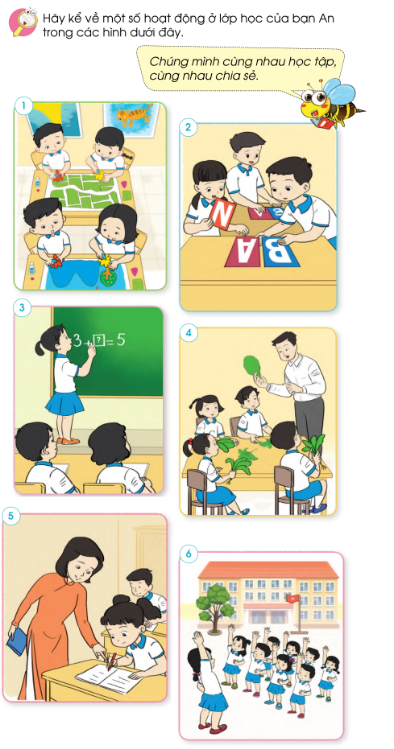 Hãy kể về một số hoạt động ở lớp học của bạn An
trong các hình dưới đây.
Chúng mình cùng nhau học tập,
cùng nhau chia sẻ.
1
2
N
B A
A B
3
3 + ? = 5
4
5
6